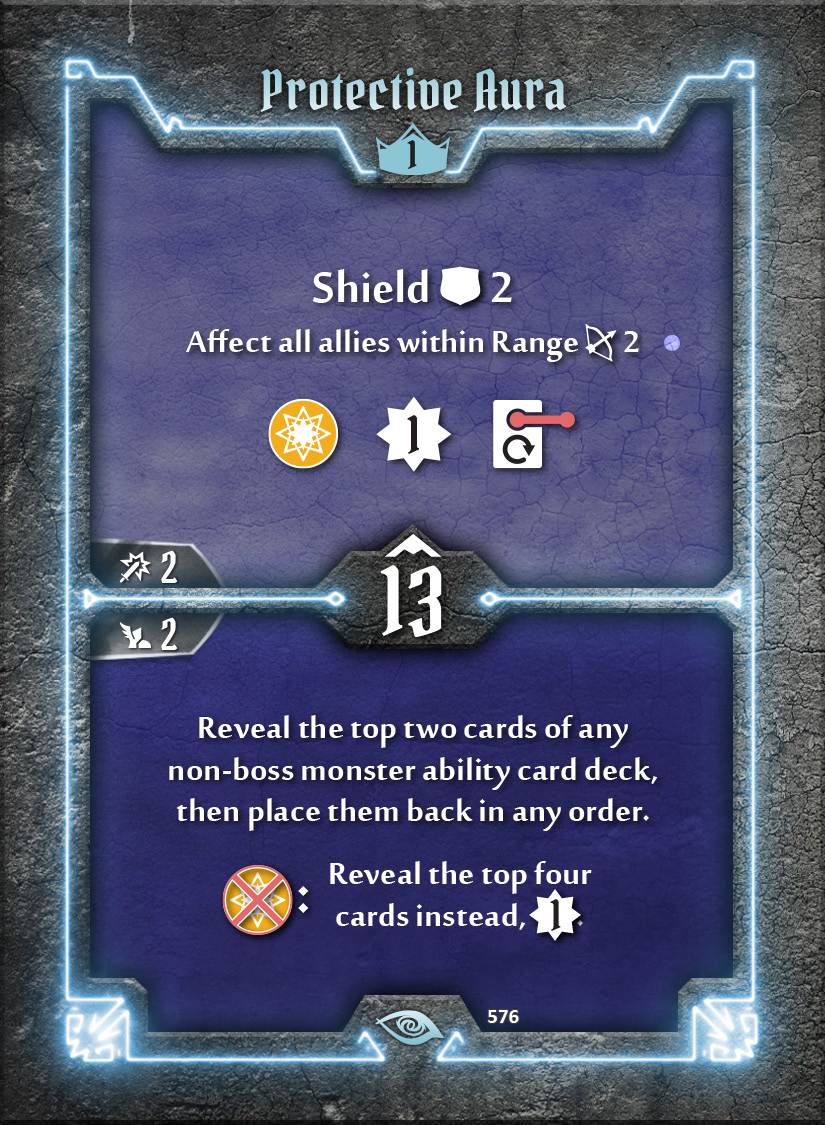 Protective Aura
1
Shield 2
Affect all allies within Range 2
1
2
13
2
Reveal the top two cards of any
non-boss monster ability card deck,
then place them back in any order.
: Reveal the top four
cards instead, 1.
576